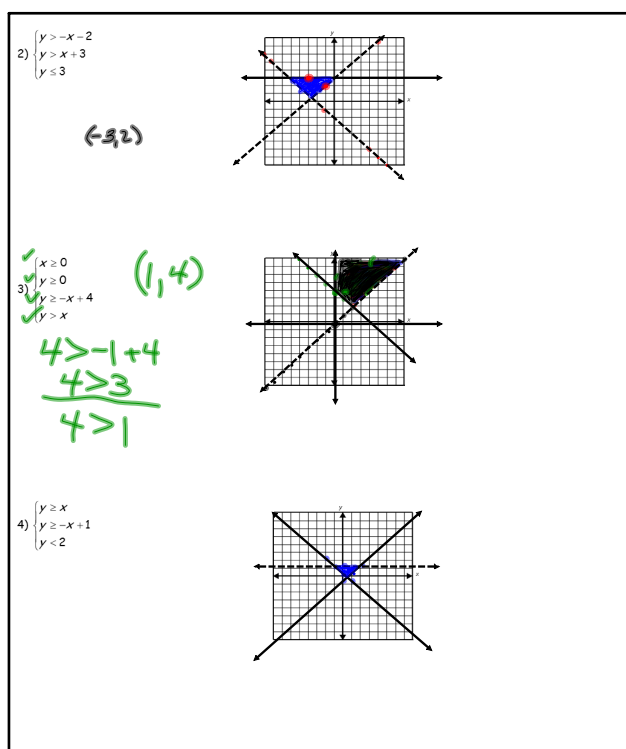 2) { y > -x - 2
y > x + 3
y ≤ 3
(-3,2)
y
x
3) { x ≥ 0
y ≥ 0
y ≥ -x + 4
y > x
(1,4)
4 > -1 + 4
4 > 3
4 > 1
y
x
4) { y ≥ x
y ≥ -x + 1
y < 2
y
x